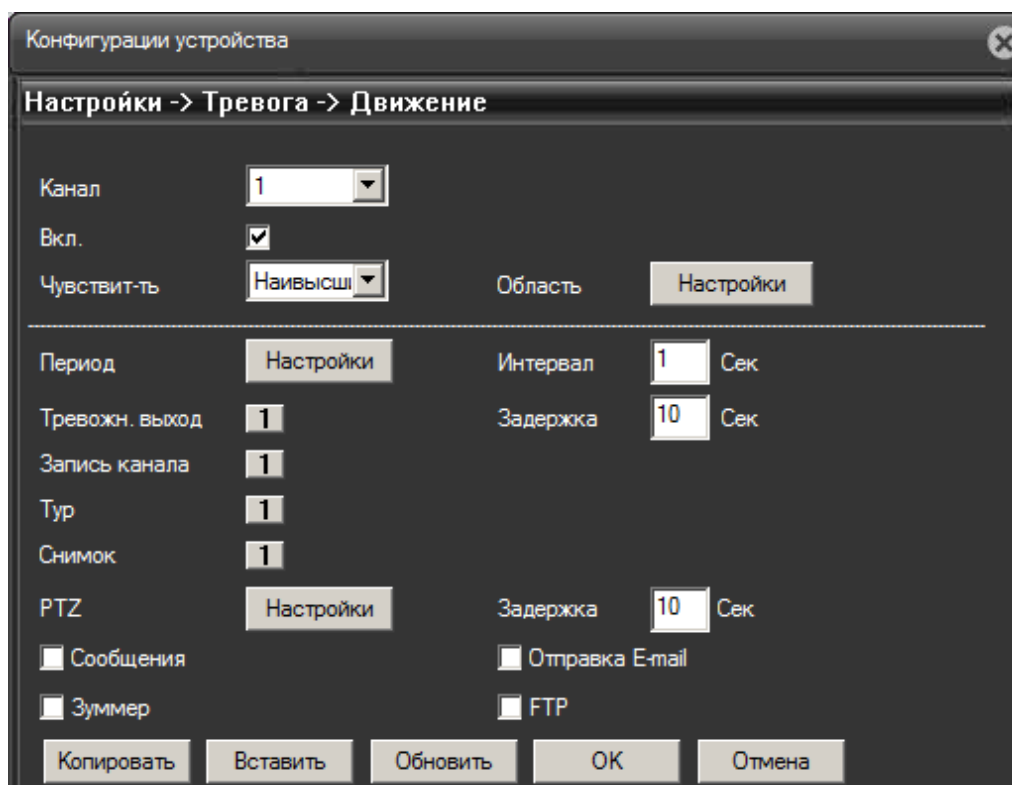 Конфигурации устройства
Настройки -> Тревога -> Движение
Канал 1
Вкл.
Чувствит-ть Наивысши Область Настройки
Период Настройки Интервал 1 Сек
Тревожн. выход 1 Задержка 10 Сек
Запись канала 1
Тур 1
Снимок 1
PTZ Настройки Задержка 10 Сек
Сообщения Отправка E-mail
Зуммер FTP
Копировать Вставить Обновить OK Отмена